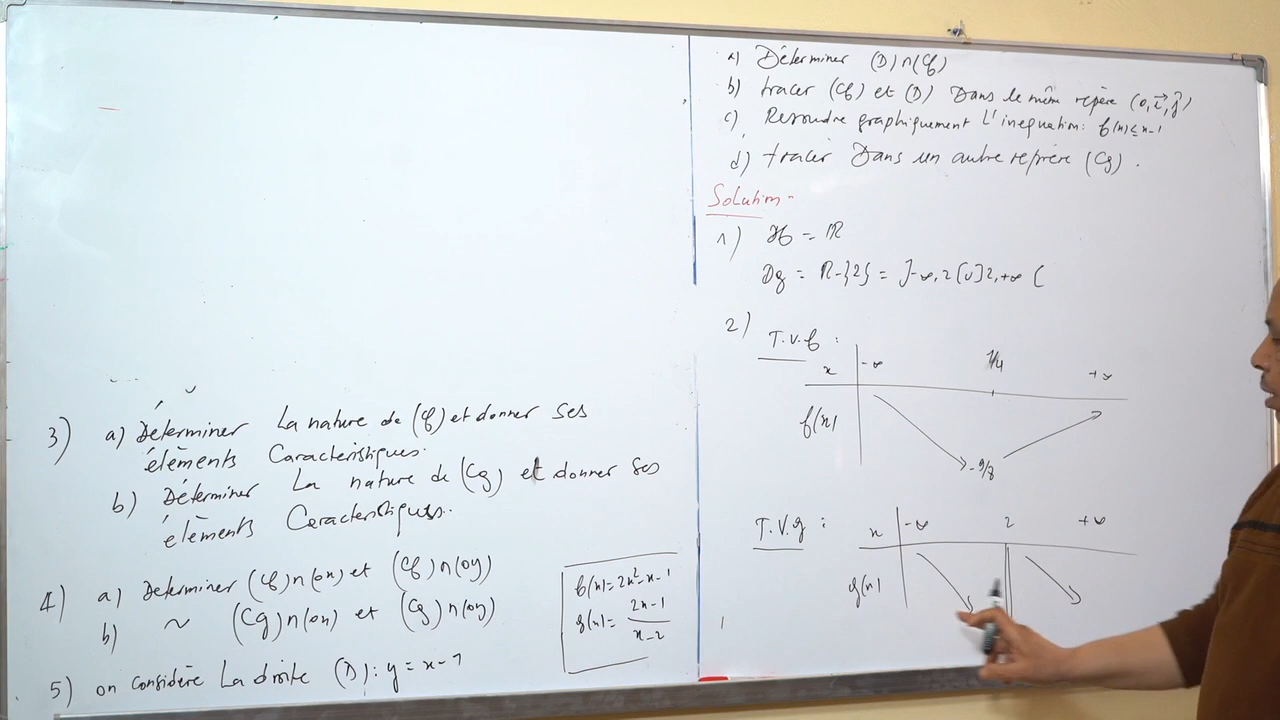 3) a) Déterminer La nature de (Cf) et donner ses
éléments Caractéristiques.
b) Déterminer La nature de (Cg) et donner ses
éléments Caractéristiques.
4) a) Determiner (Cf)∩(ox) et (Cf)∩(oy)
b) ~ (Cg)∩(ox) et (Cg)∩(oy)
5) on considère La droite (D): y = x-1
f(x)=2x²-x-1
g(x)= 2x-1 / x-2
a) Déterminer (D)∩(Cf)
b) tracer (Cf) et (D) Dans le même repère (o,i⃗,j⃗)
c) Resoudre graphiquement L'inequation: f(x)≤x-1
d) tracer Dans un autre repère (Cg).
Solution-
1) Df = ℝ
Dg = ℝ-{2} = ]-∞,2[∪]2,+∞[
2) T.V.f :
x -∞ 1/4 +∞
f(x) -9/8
T.V.g :
x -∞ 2 +∞
g(x)